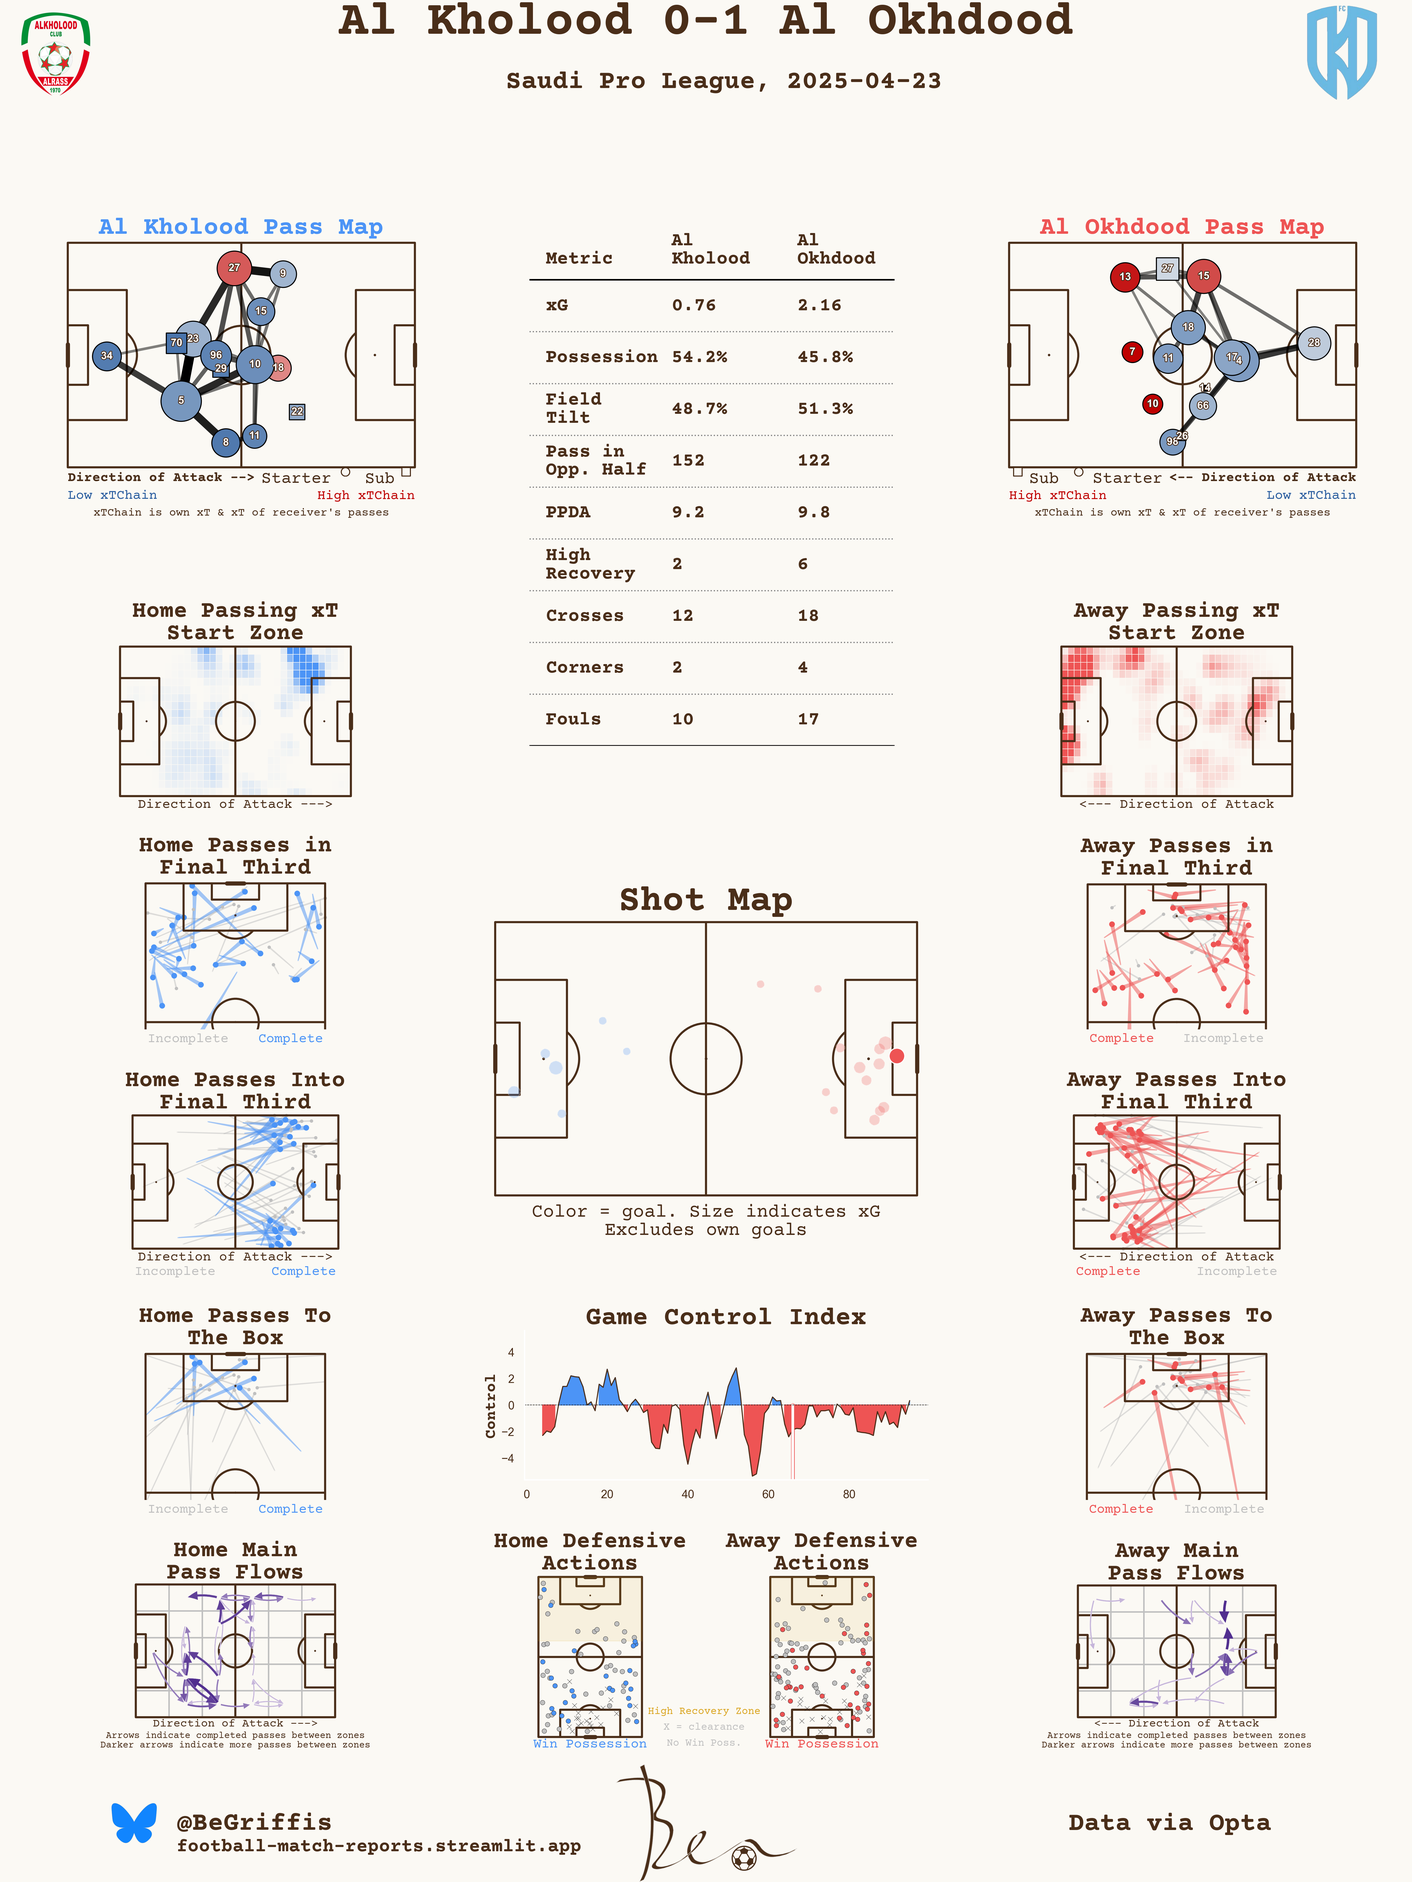 Al Kholood 0-1 Al Okhdood
Saudi Pro League, 2025-04-23
ALKHOLOOD
CLUB
ALRASS
1970
FC
Al Kholood Pass Map
27
9
15
23
70
34
96
29
10
18
5
22
8
11
Direction of Attack --> Starter Sub
Low xTChain High xTChain
xTChain is own xT & xT of receiver's passes
Metric Al Kholood Al Okhdood
xG 0.76 2.16
Possession 54.2% 45.8%
Field Tilt 48.7% 51.3%
Pass in Opp. Half 152 122
PPDA 9.2 9.8
High Recovery 2 6
Crosses 12 18
Corners 2 4
Fouls 10 17
Al Okhdood Pass Map
13
27
15
18
28
7
11
17
4
14
10
66
98
26
Sub Starter <-- Direction of Attack
High xTChain Low xTChain
xTChain is own xT & xT of receiver's passes
Home Passing xT
Start Zone
Direction of Attack --->
Away Passing xT
Start Zone
<--- Direction of Attack
Home Passes in
Final Third
Incomplete Complete
Away Passes in
Final Third
Complete Incomplete
Shot Map
Color = goal. Size indicates xG
Excludes own goals
Home Passes Into
Final Third
Direction of Attack --->
Incomplete Complete
Away Passes Into
Final Third
<--- Direction of Attack
Complete Incomplete
Home Passes To
The Box
Incomplete Complete
Game Control Index
Control
4
2
0
−2
−4
0 20 40 60 80
Away Passes To
The Box
Complete Incomplete
Home Main
Pass Flows
Direction of Attack --->
Arrows indicate completed passes between zones
Darker arrows indicate more passes between zones
Home Defensive
Actions
Win Possession
Away Defensive
Actions
Win Possession
High Recovery Zone
X = clearance
No Win Poss.
Away Main
Pass Flows
<--- Direction of Attack
Arrows indicate completed passes between zones
Darker arrows indicate more passes between zones
@BeGriffis
football-match-reports.streamlit.app
Ben
Data via Opta